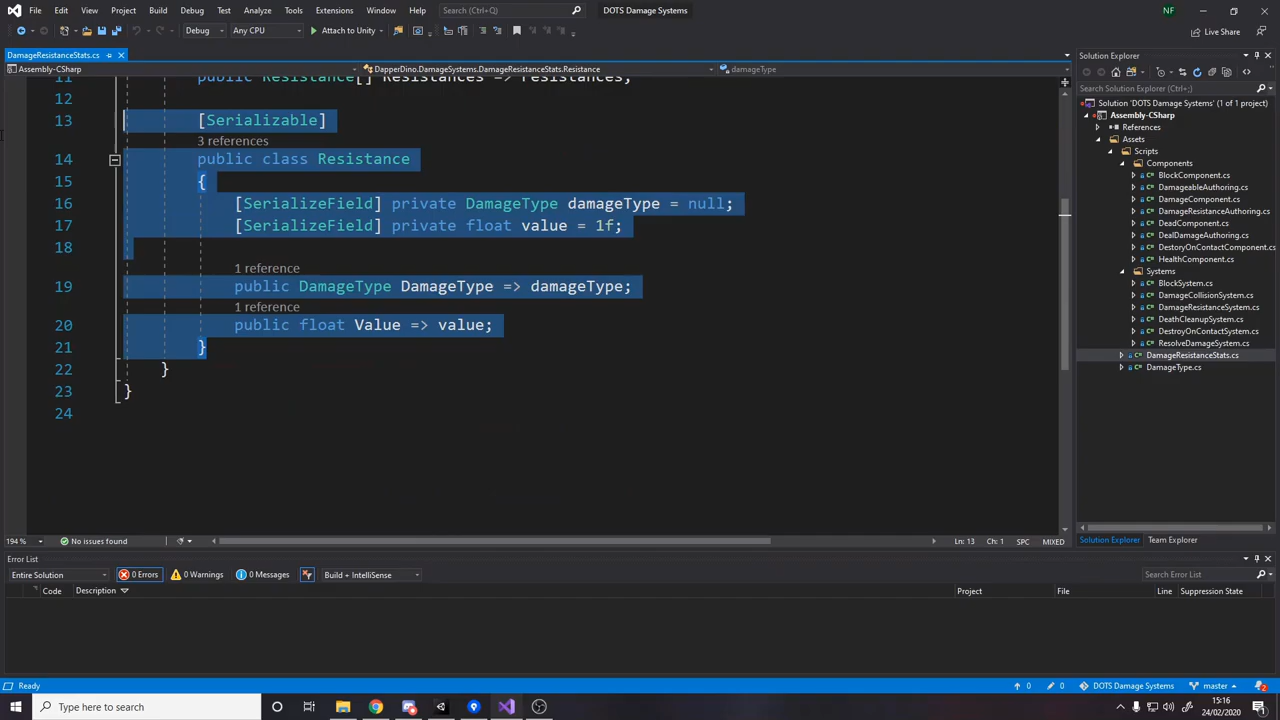 File Edit View Project Build Debug Test Analyze Tools Extensions Window Help Search (Ctrl+Q) DOTS Damage Systems NF
Debug Any CPU Attach to Unity Live Share
DamageResistanceStats.cs
Assembly-CSharp DapperDino.DamageSystems.DamageResistanceStats.Resistance damageType
11 public Resistance[] Resistances => resistances;
12
13 [Serializable]
3 references
14 public class Resistance
15 {
16 [SerializeField] private DamageType damageType = null;
17 [SerializeField] private float value = 1f;
18
1 reference
19 public DamageType DamageType => damageType;
1 reference
20 public float Value => value;
21 }
22 }
23 }
24
194 % No issues found Ln: 13 Ch: 1 SPC MIXED
Solution Explorer
Search Solution Explorer (Ctrl+;)
Solution 'DOTS Damage Systems' (1 of 1 project)
Assembly-CSharp
References
Assets
Scripts
Components
BlockComponent.cs
DamageableAuthoring.cs
DamageComponent.cs
DamageResistanceAuthoring.cs
DeadComponent.cs
DealDamageAuthoring.cs
DestoryOnContactComponent.cs
HealthComponent.cs
Systems
BlockSystem.cs
DamageCollisionSystem.cs
DamageResistanceSystem.cs
DeathCleanupSystem.cs
DestroyOnContactSystem.cs
ResolveDamageSystem.cs
DamageResistanceStats.cs
DamageType.cs
Solution Explorer Team Explorer
Error List
Entire Solution 0 Errors 0 Warnings 0 Messages Build + IntelliSense Search Error List
Code Description Project File Line Suppression State
Ready 0 0 DOTS Damage Systems master 2
Type here to search 15:16
24/02/2020